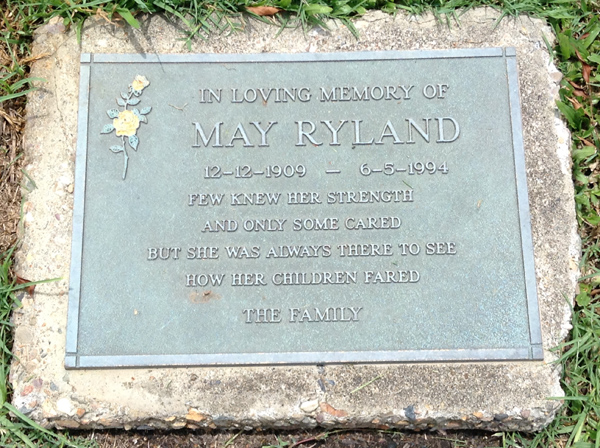 IN LOVING MEMORY OF
MAY RYLAND
12-12-1909 – 6-5-1994
FEW KNEW HER STRENGTH
AND ONLY SOME CARED
BUT SHE WAS ALWAYS THERE TO SEE
HOW HER CHILDREN FARED
THE FAMILY